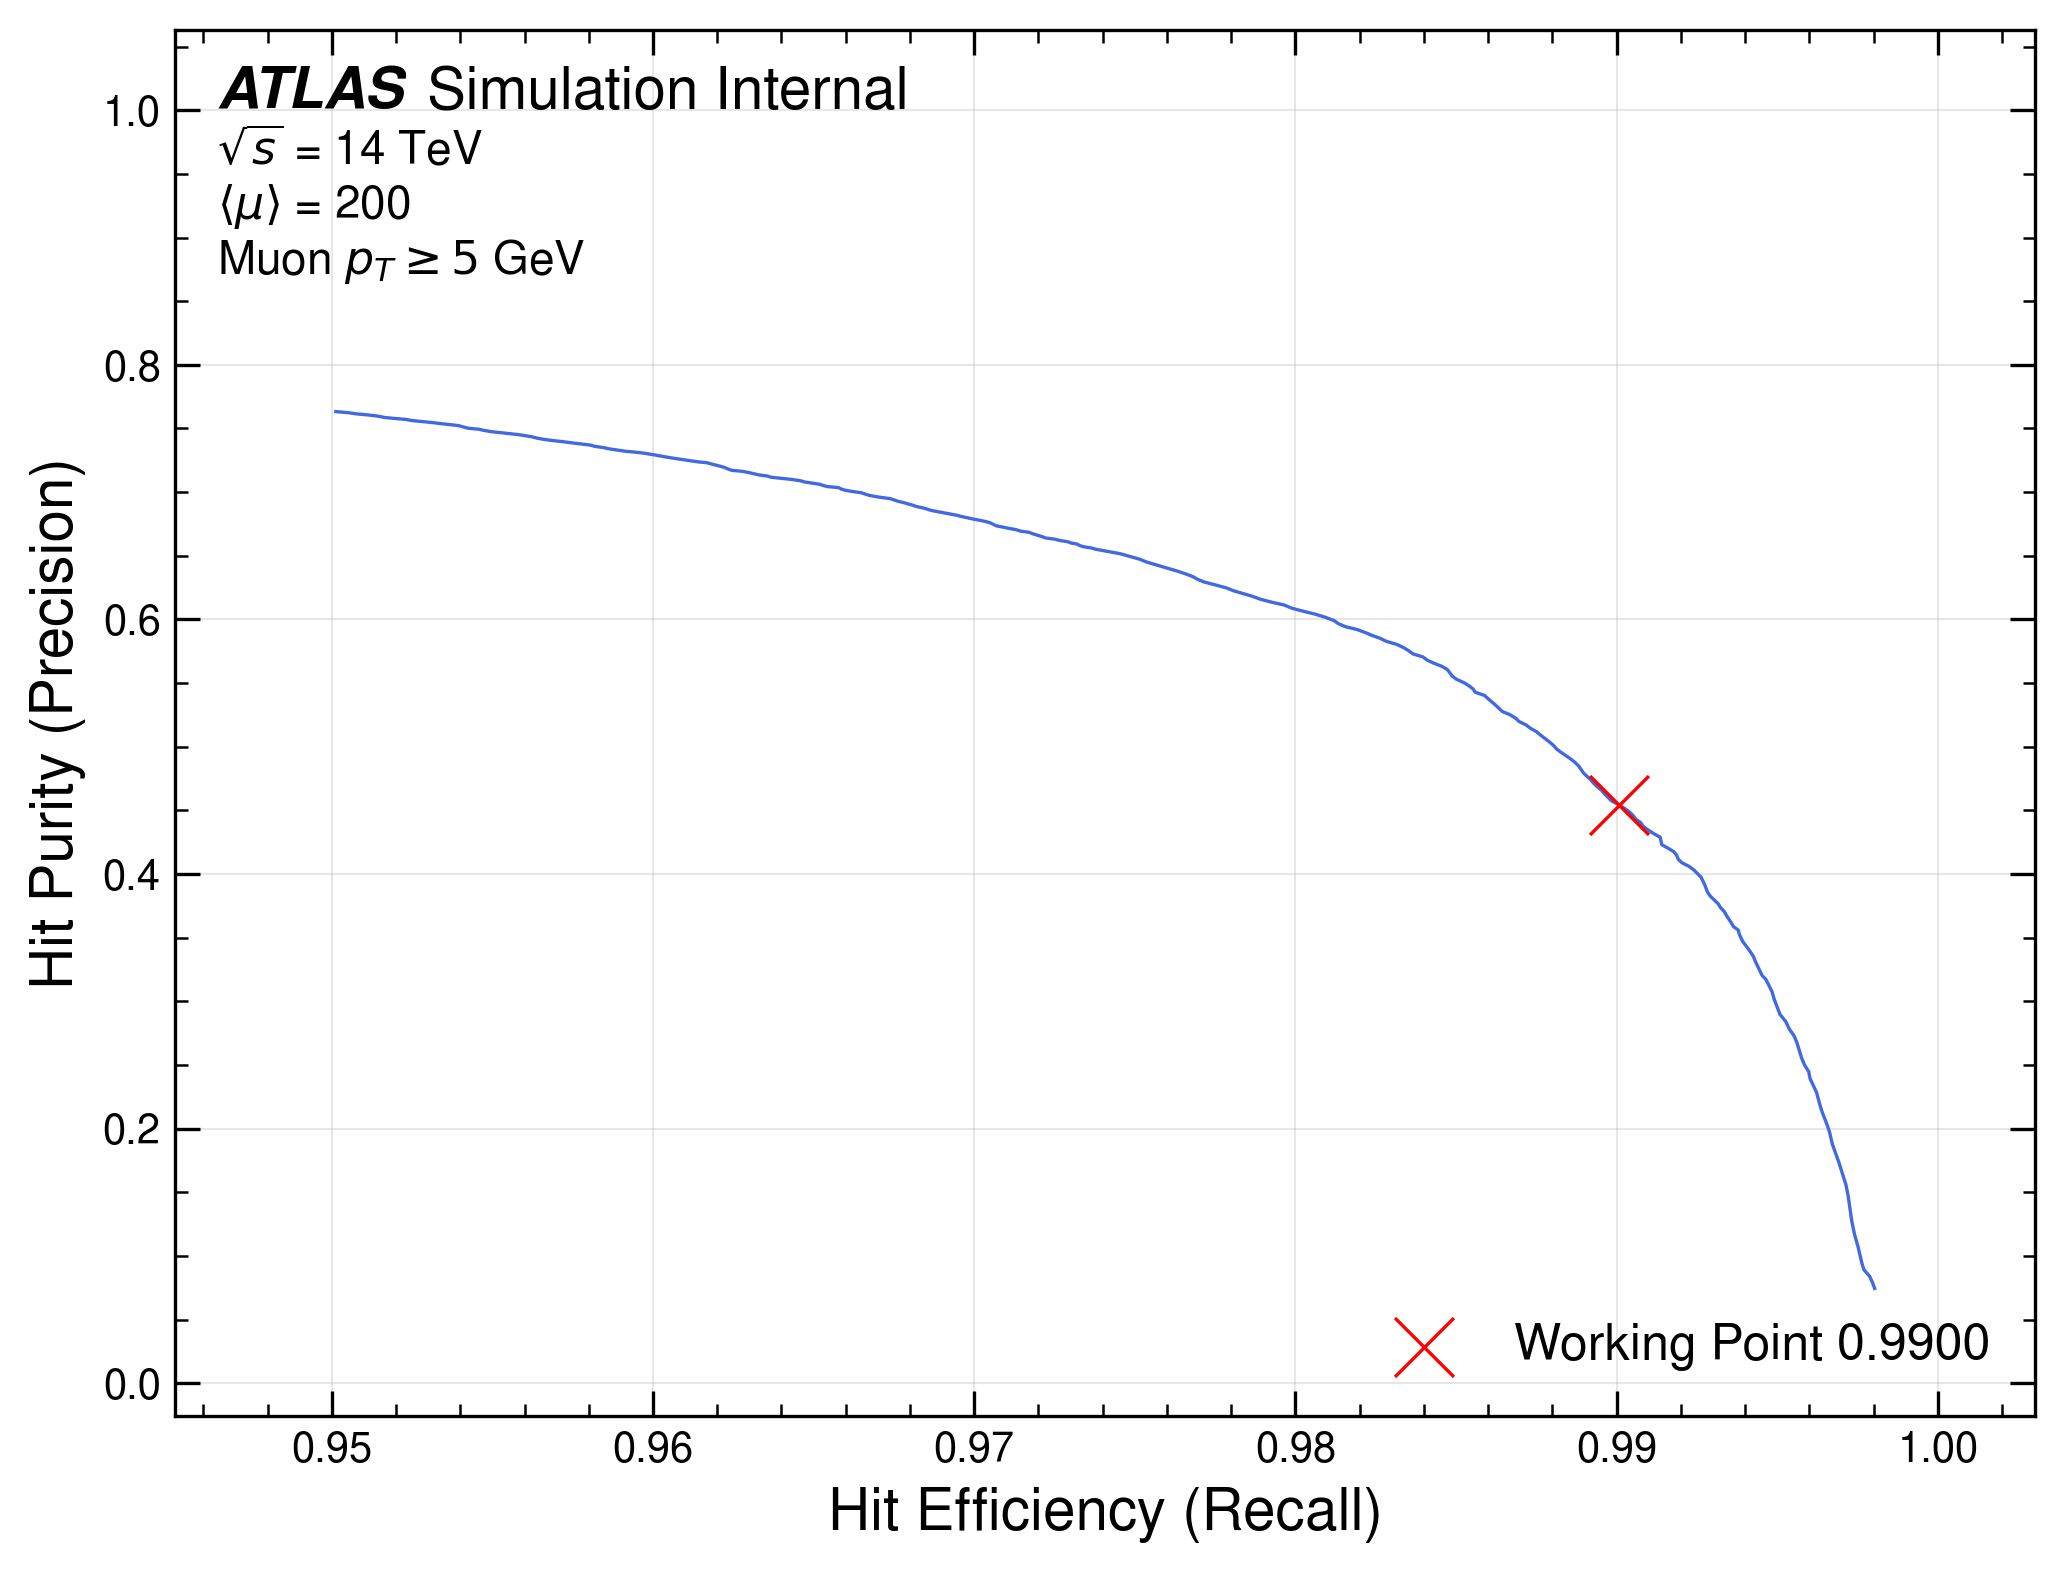 ATLAS Simulation Internal
√s = 14 TeV
⟨μ⟩ = 200
Muon p_T ≥ 5 GeV
Hit Purity (Precision)
1.0
0.8
0.6
0.4
0.2
0.0
Working Point 0.9900
0.95 0.96 0.97 0.98 0.99 1.00
Hit Efficiency (Recall)